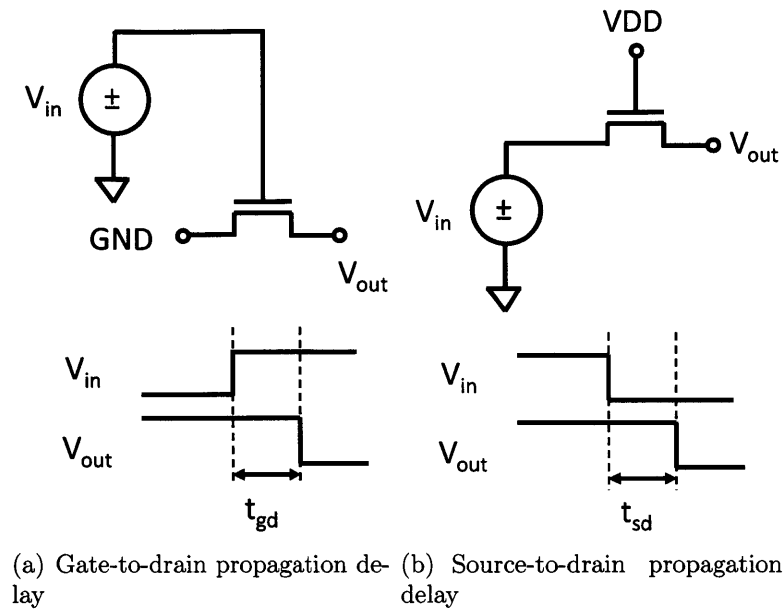 V_in ±
GND
V_out
V_in
V_out
t_gd
(a) Gate-to-drain propagation de-
lay
VDD
V_out
V_in ±
V_in
V_out
t_sd
(b) Source-to-drain propagation
delay